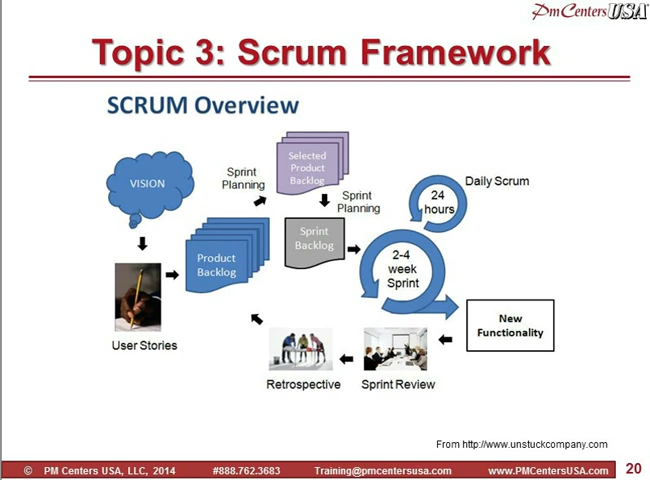 PmCenters USA
Topic 3: Scrum Framework
SCRUM Overview
VISION
User Stories
Product
Backlog
Sprint
Planning
Selected
Product
Backlog
Sprint
Planning
Sprint
Backlog
2-4
week
Sprint
24
hours
Daily Scrum
New
Functionality
Sprint Review
Retrospective
From http://www.unstuckcompany.com
© PM Centers USA, LLC, 2014 #888.762.3683 Training@pmcentersusa.com www.PMCentersUSA.com 20